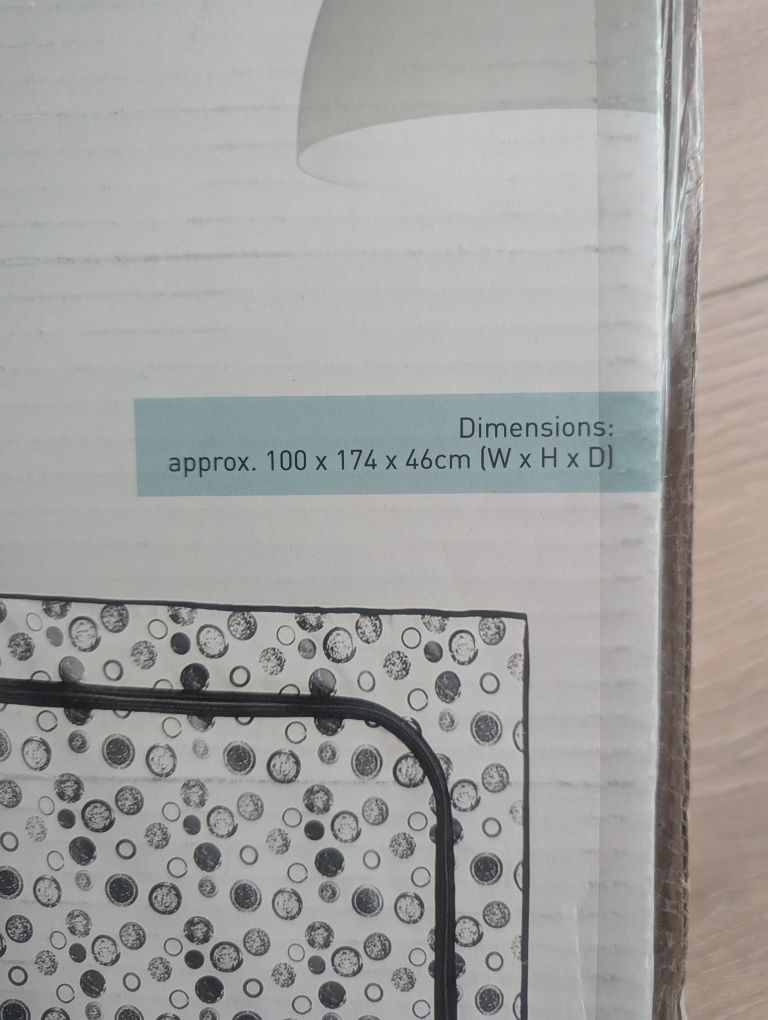 Dimensions:
approx. 100 x 174 x 46cm (W x H x D)